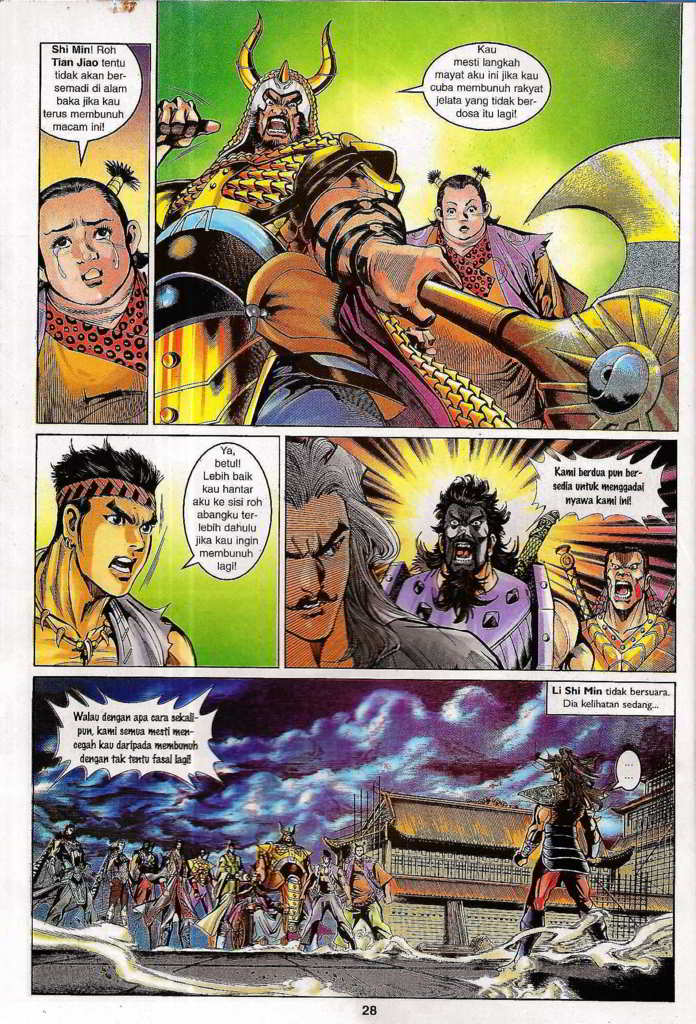 Shi Min! Roh
Tian Jiao tentu
tidak akan ber-
semadi di alam
baka jika kau
terus membunuh
macam ini!
Kau
mesti langkah
mayat aku ini jika kau
cuba membunuh rakyat
jelata yang tidak ber-
dosa itu lagi!
Ya,
betul!
Lebih baik
kau hantar
aku ke sisi roh
abangku ter-
lebih dahulu
jika kau ingin
membunuh
lagi!
Kami berdua pun ber-
sedia untuk menggadai
nyawa kami ini!
Walau dengan apa cara sekali-
pun, kami semua mesti men-
cegah kau daripada membunuh
dengan tak tentu fasal lagi!
Li Shi Min tidak bersuara.
Dia kelihatan sedang...
...
...
28